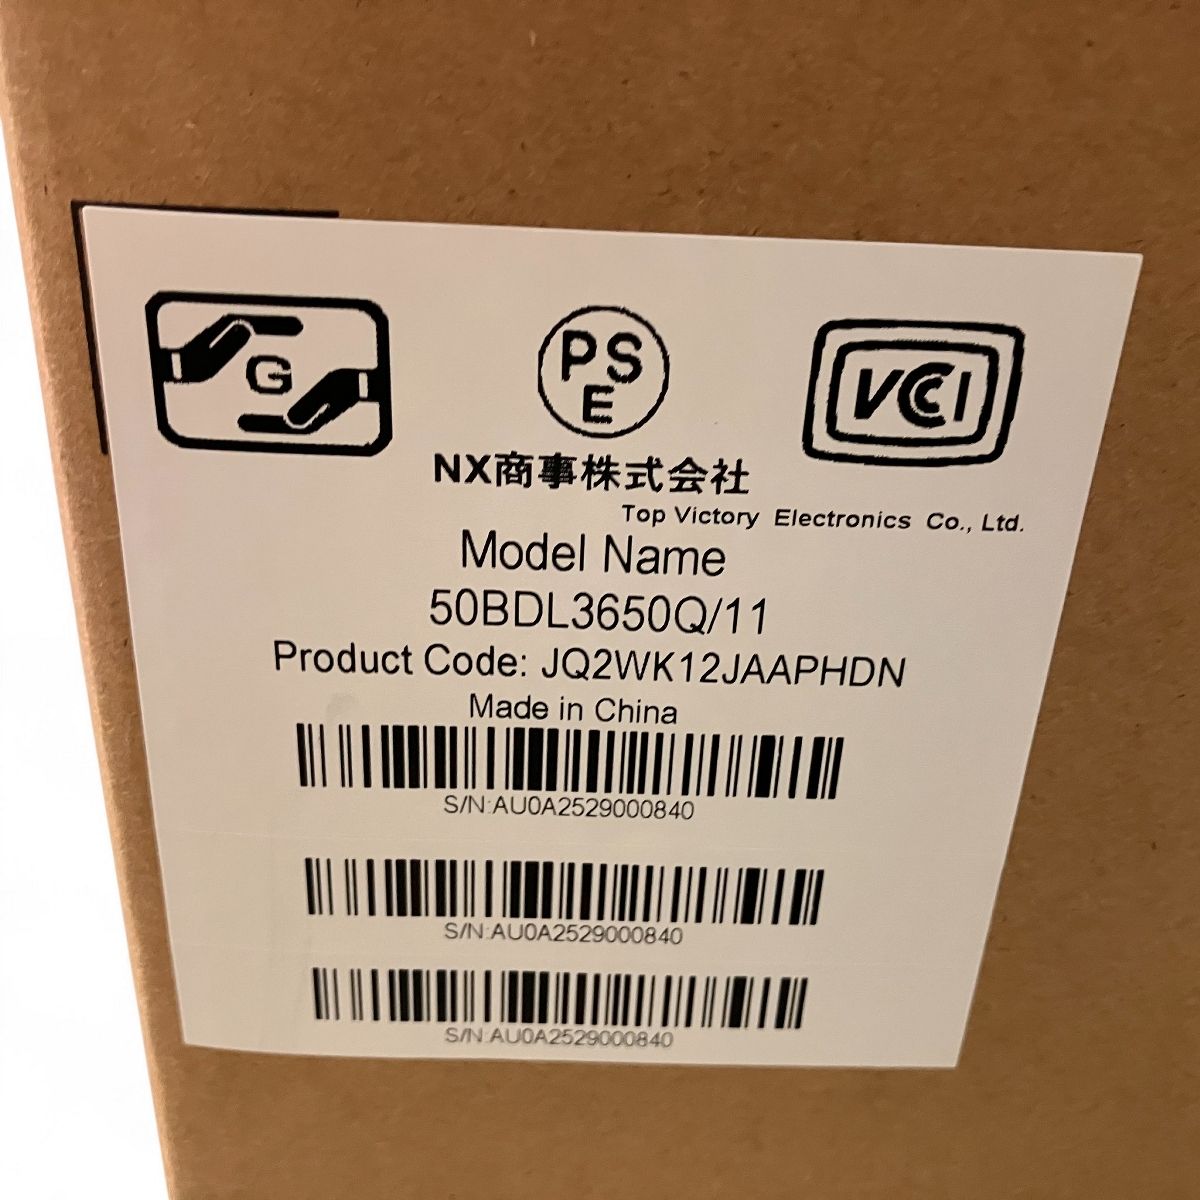 G
PS
E
VCCI
NX商事株式会社
Top Victory Electronics Co., Ltd.
Model Name
50BDL3650Q/11
Product Code: JQ2WK12JAAPHDN
Made in China
S/N:AU0A2529000840
S/N:AU0A2529000840
S/N:AU0A2529000840